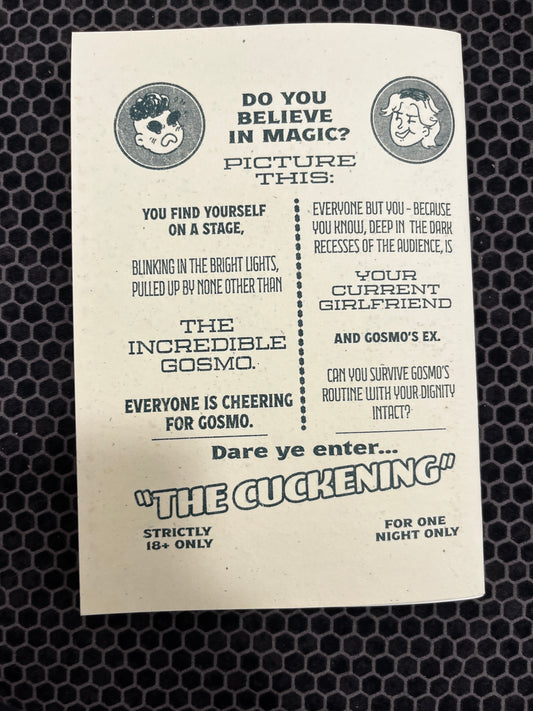 DO YOU
BELIEVE
IN MAGIC?
PICTURE
THIS:
YOU FIND YOURSELF
ON A STAGE,
BLINKING IN THE BRIGHT LIGHTS,
PULLED UP BY NONE OTHER THAN
THE
INCREDIBLE
GOSMO.
EVERYONE IS CHEERING
FOR GOSMO.
EVERYONE BUT YOU - BECAUSE
YOU KNOW, DEEP IN THE DARK
RECESSES OF THE AUDIENCE, IS
YOUR
CURRENT
GIRLFRIEND
AND GOSMO'S EX.
CAN YOU SURVIVE GOSMO'S
ROUTINE WITH YOUR DIGNITY
INTACT?
Dare ye enter...
"THE CUCKENING"
STRICTLY
18+ ONLY
FOR ONE
NIGHT ONLY